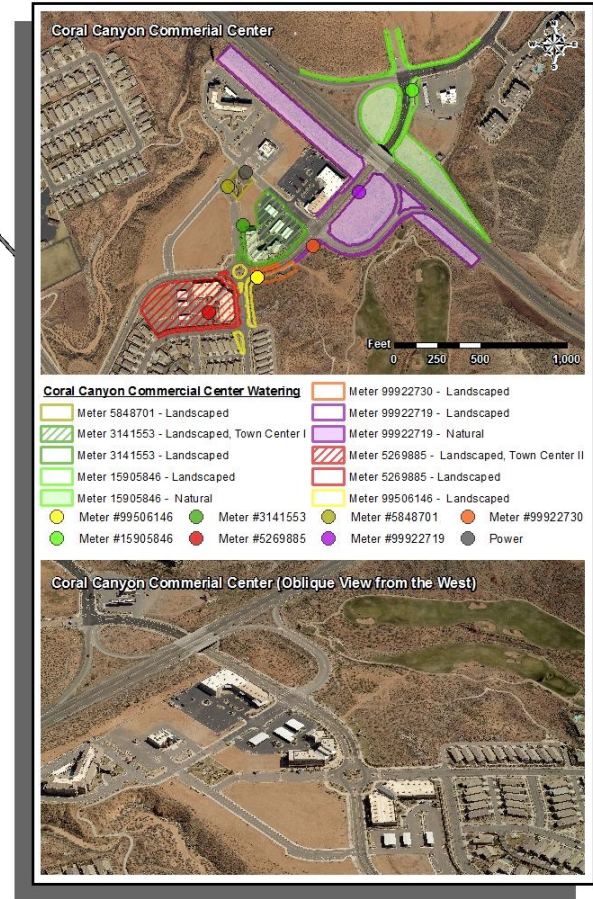 Coral Canyon Commerial Center
N
Feet
0 250 500 1,000
Coral Canyon Commercial Center Watering
Meter 5848701 - Landscaped
Meter 3141553 - Landscaped, Town Center I
Meter 3141553 - Landscaped
Meter 15905846 - Landscaped
Meter 15905846 - Natural
Meter 99922730 - Landscaped
Meter 99922719 - Landscaped
Meter 99922719 - Natural
Meter 5269885 - Landscaped, Town Center II
Meter 5269885 - Landscaped
Meter 99506146 - Landscaped
Meter #99506146 Meter #3141553 Meter #5848701 Meter #99922730
Meter #15905846 Meter #5269885 Meter #99922719 Power
Coral Canyon Commerial Center (Oblique View from the West)